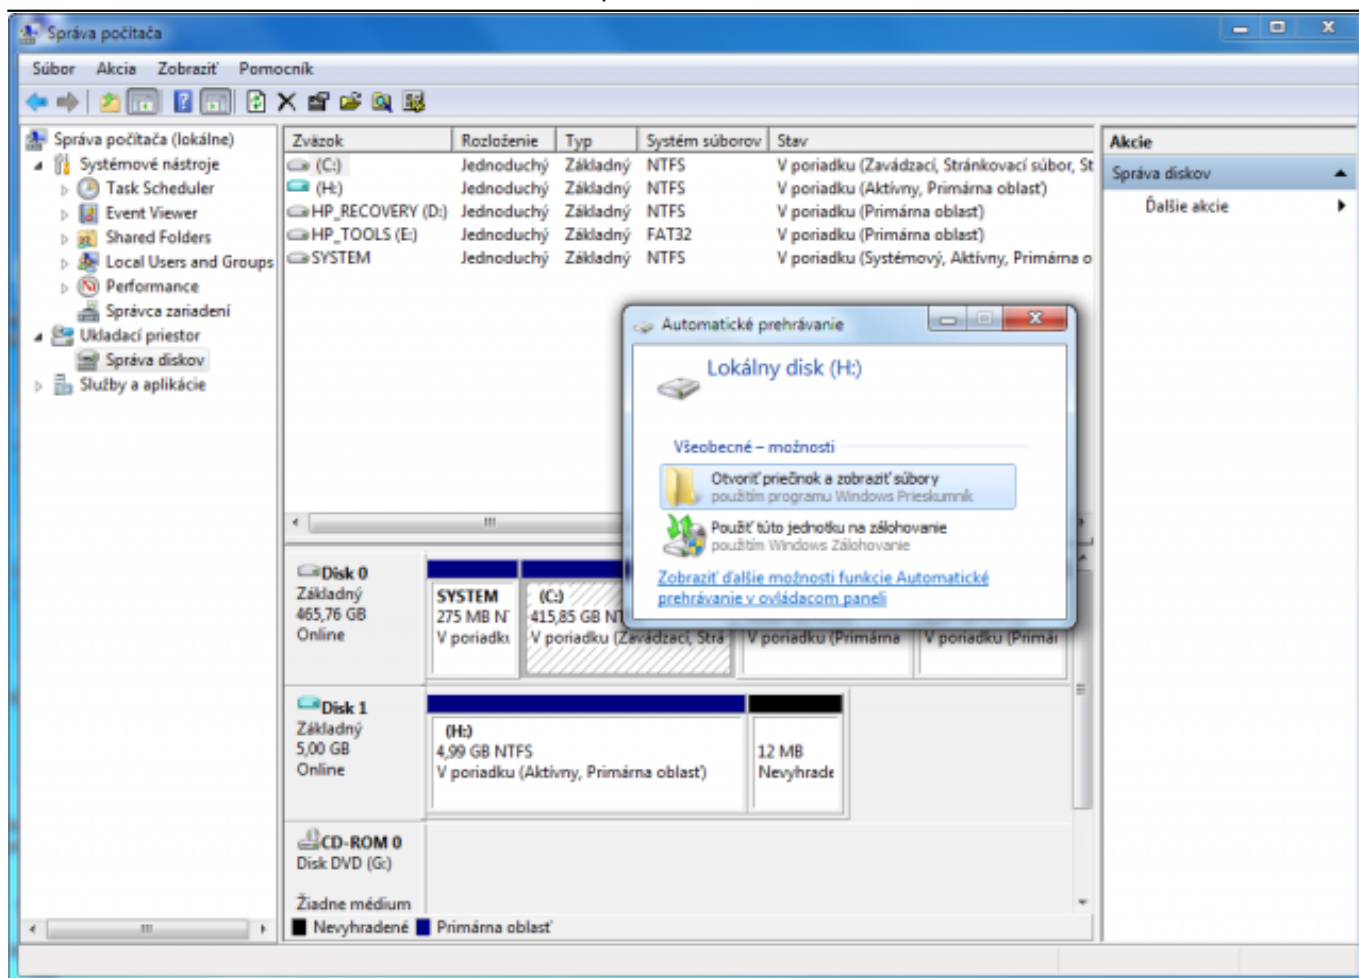 Správa počítača
Súbor Akcia Zobraziť Pomocník
Správa počítača (lokálne)
Systémové nástroje
Task Scheduler
Event Viewer
Shared Folders
Local Users and Groups
Performance
Správca zariadení
Ukladací priestor
Správa diskov
Služby a aplikácie
Zväzok Rozloženie Typ Systém súborov Stav
(C:) Jednoduchý Základný NTFS V poriadku (Zavádzací, Stránkovací súbor, St
(H:) Jednoduchý Základný NTFS V poriadku (Aktívny, Primárna oblasť)
HP_RECOVERY (D:) Jednoduchý Základný NTFS V poriadku (Primárna oblasť)
HP_TOOLS (E:) Jednoduchý Základný FAT32 V poriadku (Primárna oblasť)
SYSTEM Jednoduchý Základný NTFS V poriadku (Systémový, Aktívny, Primárna o
Akcie
Správa diskov
Ďalšie akcie
Automatické prehrávanie
Lokálny disk (H:)
Všeobecné – možnosti
Otvoriť priečinok a zobraziť súbory
použitím programu Windows Prieskumník
Použiť túto jednotku na zálohovanie
použitím Windows Zálohovanie
Zobraziť ďalšie možnosti funkcie Automatické
prehrávanie v ovládacom paneli
Disk 0
Základný
465,76 GB
Online
SYSTEM
275 MB N
V poriadku
(C:)
415,85 GB NT
V poriadku (Zavádzací, Strá
V poriadku (Primárna
V poriadku (Primár
Disk 1
Základný
5,00 GB
Online
(H:)
4,99 GB NTFS
V poriadku (Aktívny, Primárna oblasť)
12 MB
Nevyhrade
CD-ROM 0
Disk DVD (G:)
Žiadne médium
Nevyhradené Primárna oblasť